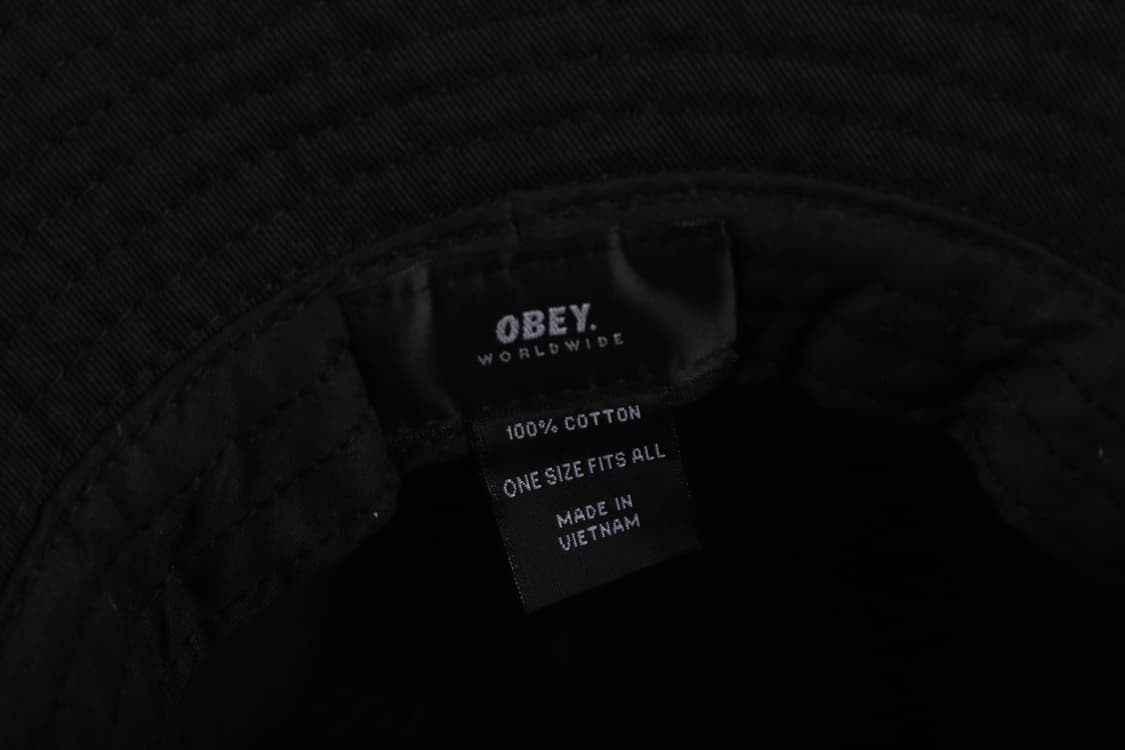 OBEY.
WORLDWIDE
100% COTTON
ONE SIZE FITS ALL
MADE IN
VIETNAM